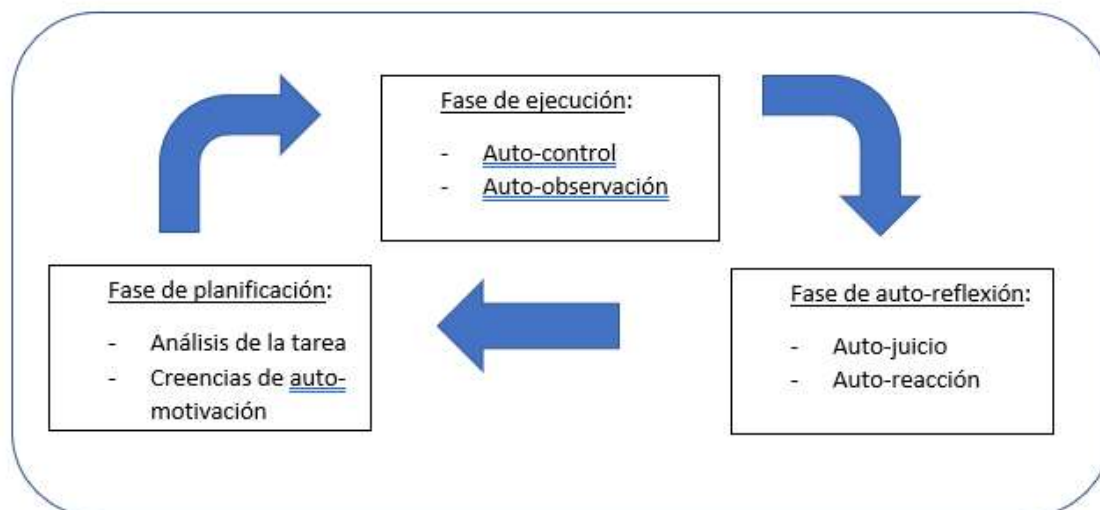 Fase de ejecución:
- Auto-control
- Auto-observación
Fase de planificación:
- Análisis de la tarea
- Creencias de auto-
motivación
Fase de auto-reflexión:
- Auto-juicio
- Auto-reacción